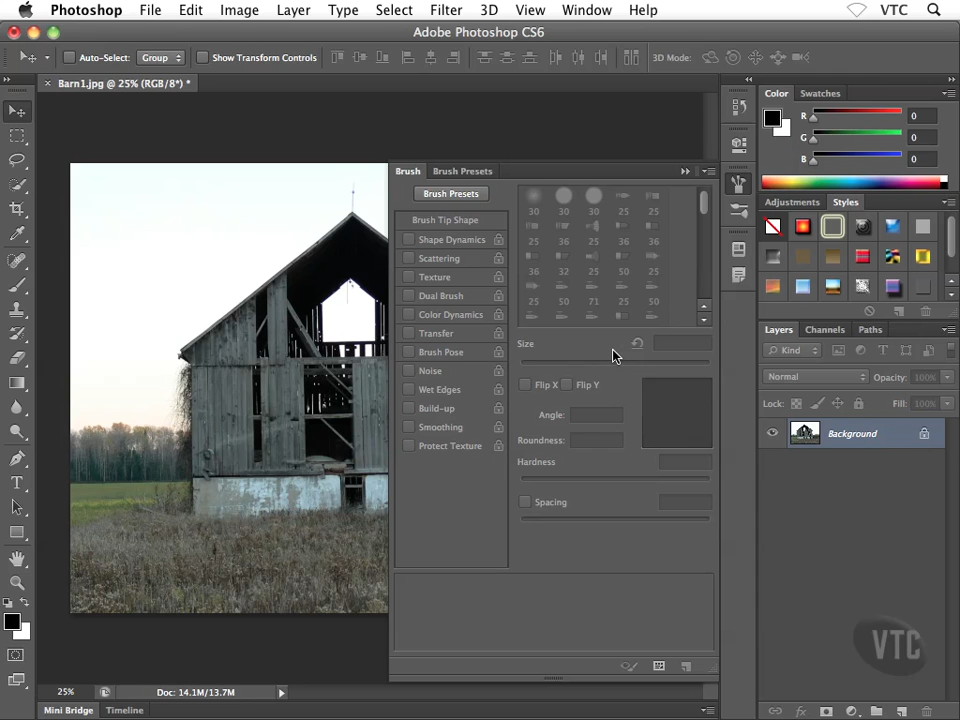 Photoshop File Edit Image Layer Type Select Filter 3D View Window Help VTC
Adobe Photoshop CS6
Auto-Select: Group Show Transform Controls 3D Mode:
Barn1.jpg @ 25% (RGB/8*) *
Color Swatches
R 0
G 0
B 0
Brush Brush Presets
Brush Presets
Brush Tip Shape
Shape Dynamics
Scattering
Texture
Dual Brush
Color Dynamics
Transfer
Brush Pose
Noise
Wet Edges
Build-up
Smoothing
Protect Texture
30 30 30 25 25
25 36 25 36 36
36 32 25 50 25
25 50 71 25 50
Size
Flip X Flip Y
Angle:
Roundness:
Hardness
Spacing
Adjustments Styles
Layers Channels Paths
Kind
Normal Opacity: 100%
Lock: Fill: 100%
Background
VTC
25% Doc: 14.1M/13.7M
Mini Bridge Timeline